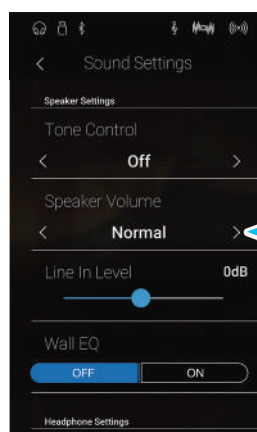 Sound Settings
Speaker Settings
Tone Control
Off
Speaker Volume
Normal
Line In Level 0dB
Wall EQ
OFF ON
Headphone Settings